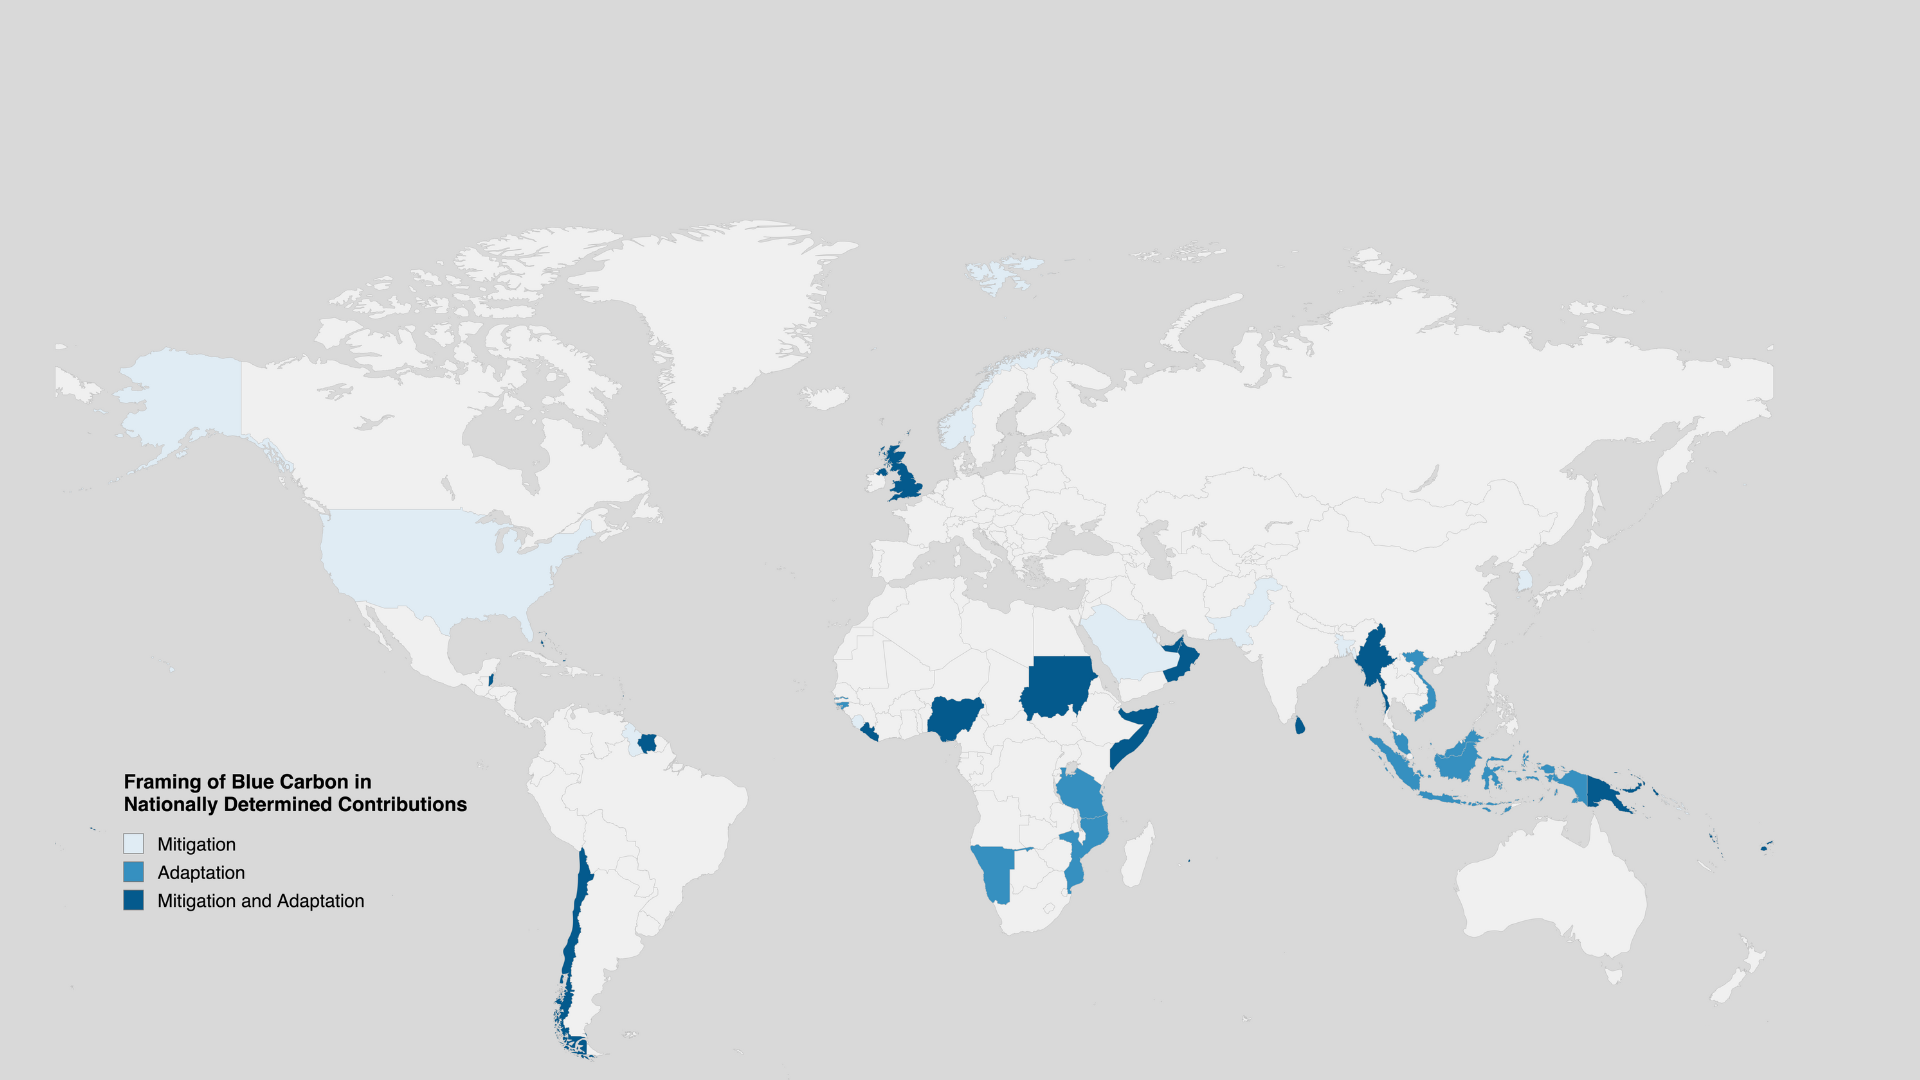 Framing of Blue Carbon in
Nationally Determined Contributions
Mitigation
Adaptation
Mitigation and Adaptation